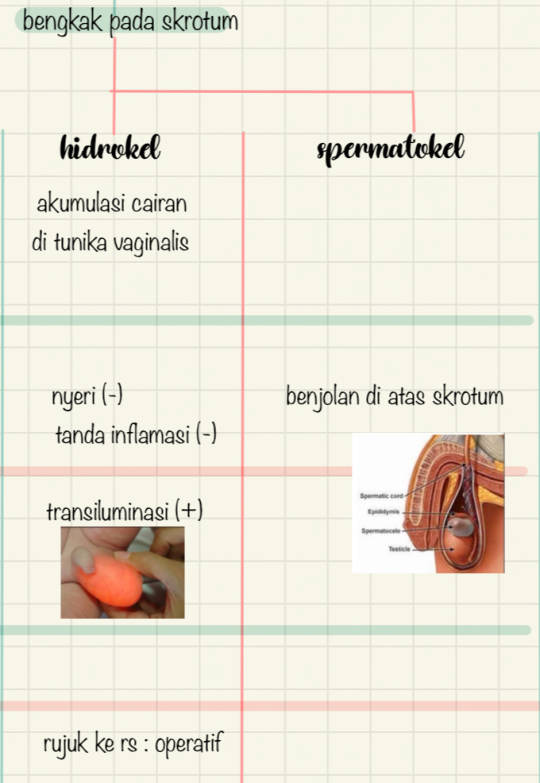 bengkak pada skrotum
hidrokel
spermatokel
akumulasi cairan
di tunika vaginalis
nyeri (-)
tanda inflamasi (-)
benjolan di atas skrotum
transiluminasi (+)
Spermatic cord
Epididymis
Spermatocele
Testicle
rujuk ke rs : operatif